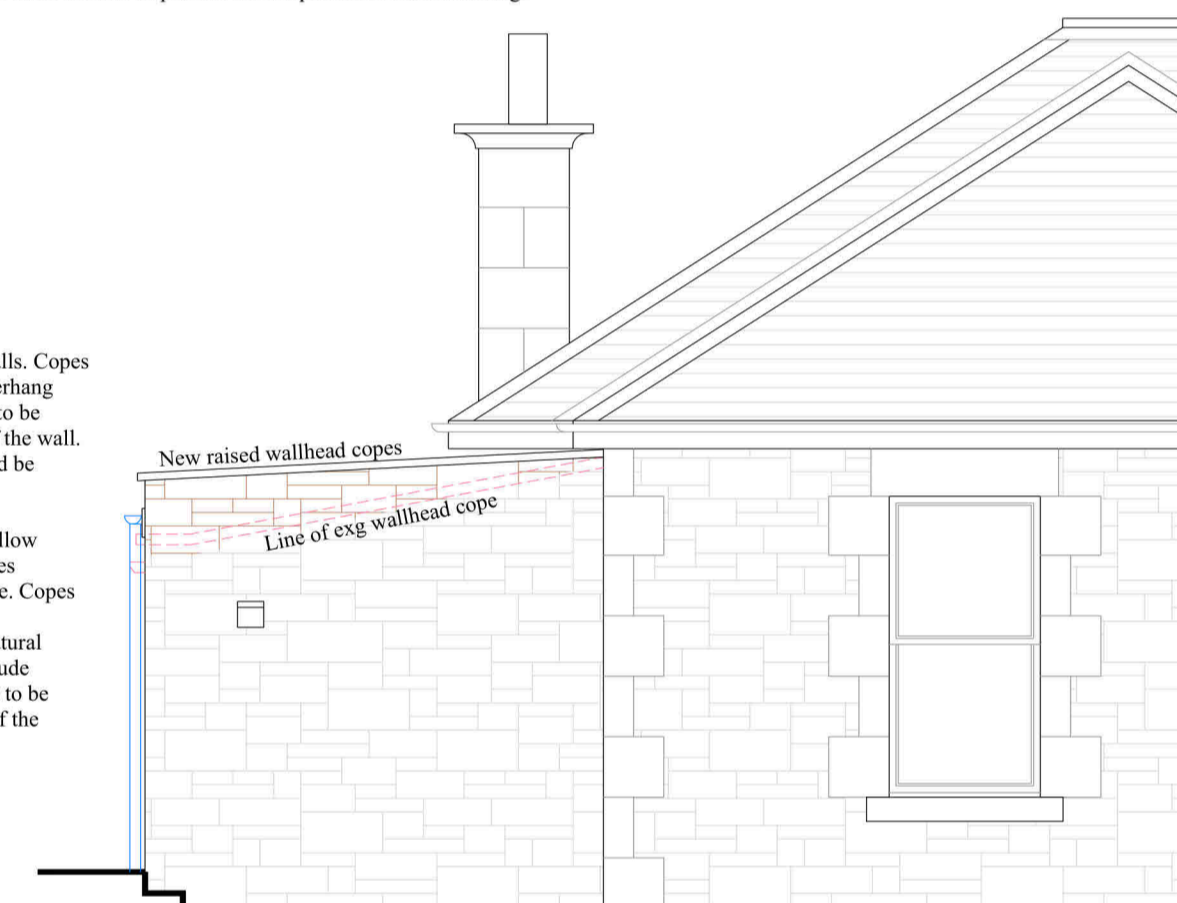 lls. Copes
erhang
to be
the wall.
d be
llow
es
e. Copes
tural
ude
to be
f the
New raised wallhead copes
Line of exg wallhead cope